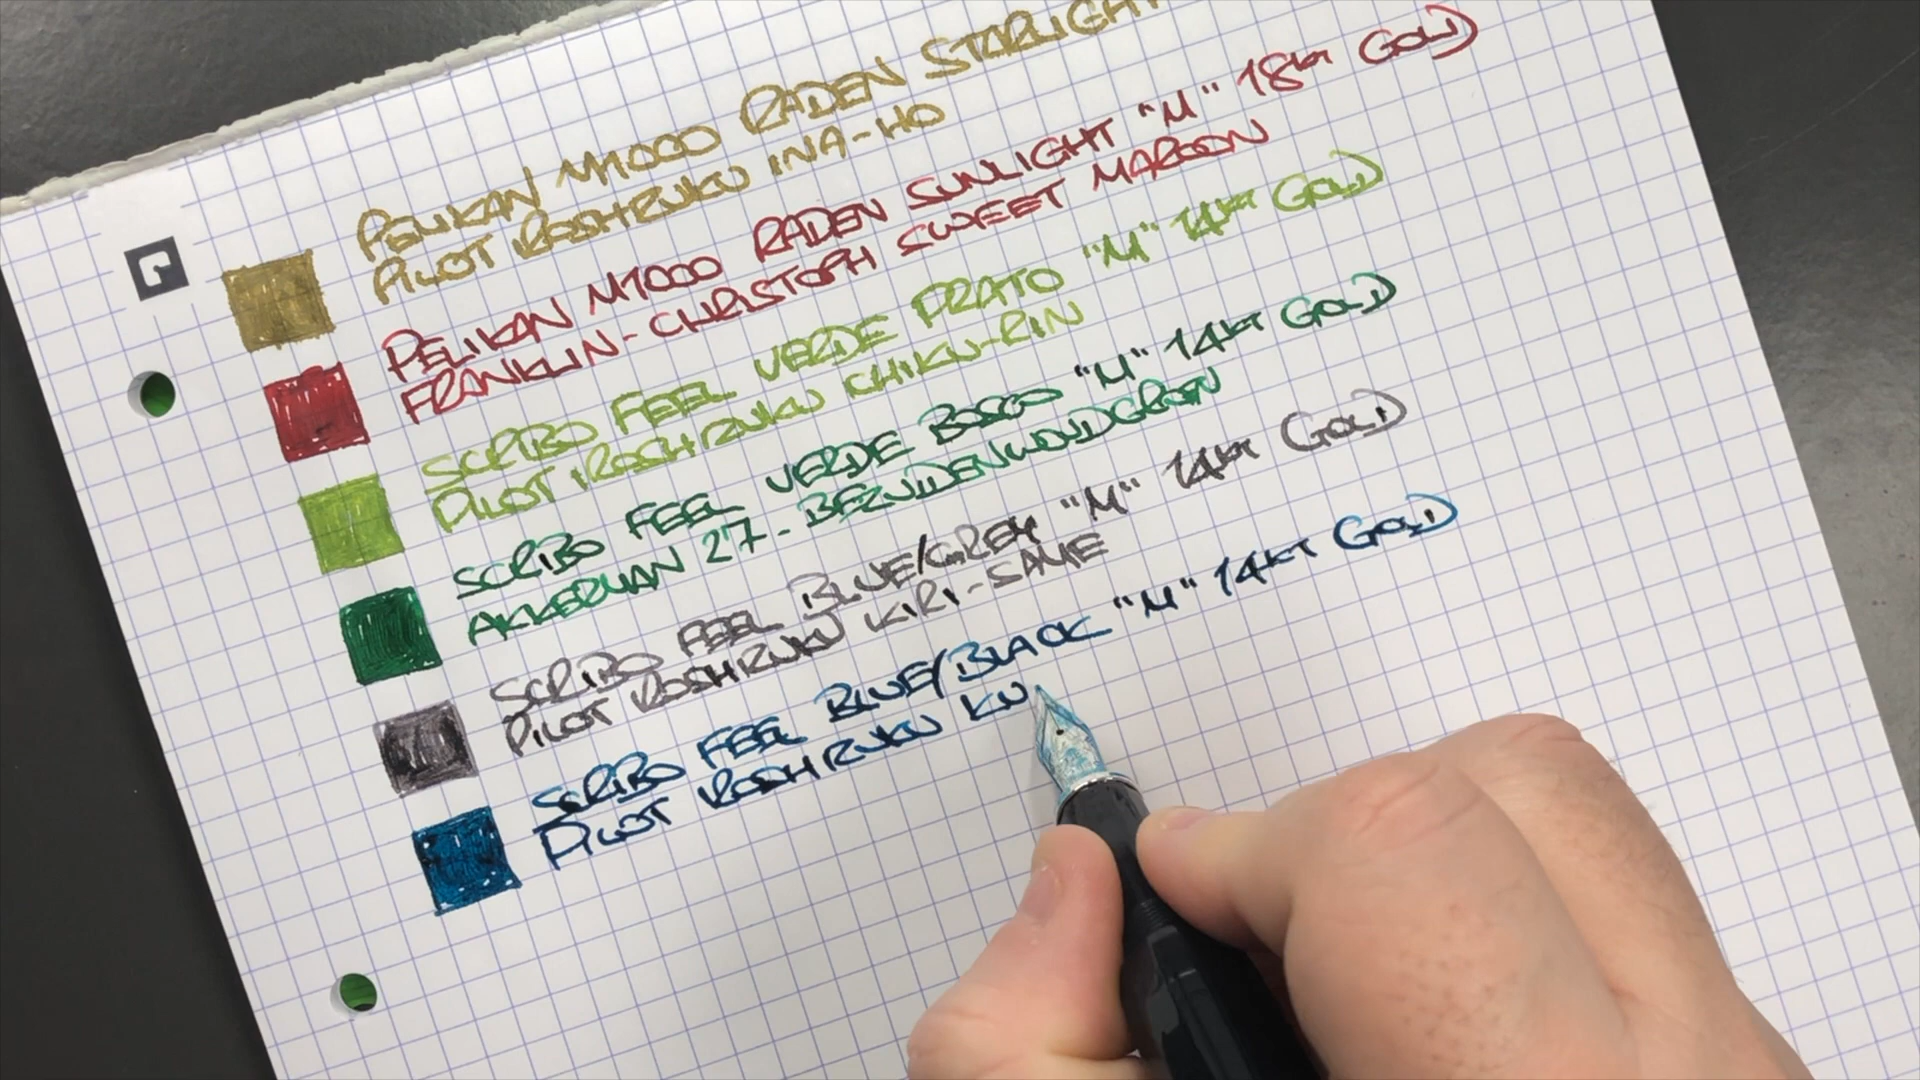 PELIKAN M1000 RADEN STARLIGHT
PILOT IROSHIZUKU INA-HO
PELIKAN M1000 RADEN SUNLIGHT "M" 18KT GOLD
FRANKLIN-CHRISTOPH SWEET MAROON
SCRIBO FEEL VERDE PRATO "M" 14KT GOLD
PILOT IROSHIZUKU CHIKU-RIN
SCRIBO FEEL VERDE BOSCO "M" 14KT GOLD
AKKERMAN 27 - BEZUIDENWOUDGROEN
SCRIBO FEEL BLUE/GREY "M" 14KT GOLD
PILOT IROSHIZUKU KIRI-SAME
SCRIBO FEEL BLUE/BLACK "M" 14KT GOLD
PILOT IROSHIZUKU KU